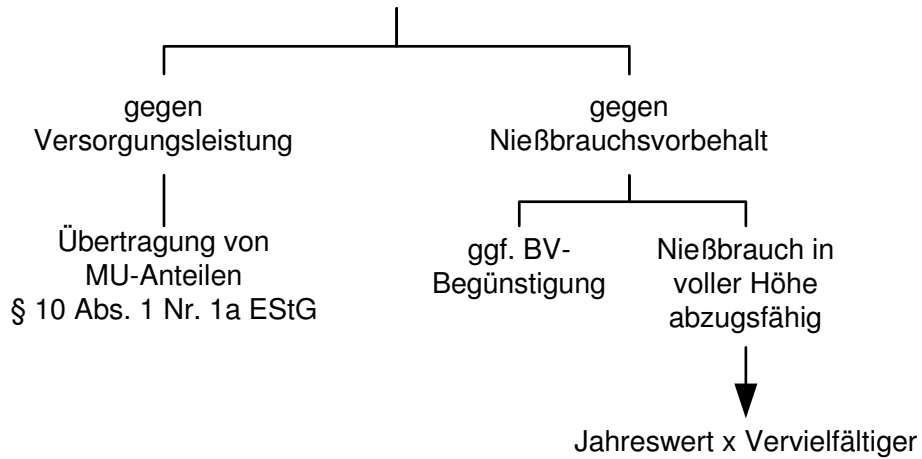 gegen
Versorgungsleistung
gegen
Nießbrauchsvorbehalt
Übertragung von
MU-Anteilen
§ 10 Abs. 1 Nr. 1a EStG
ggf. BV-
Begünstigung
Nießbrauch in
voller Höhe
abzugsfähig
Jahreswert x Vervielfältiger